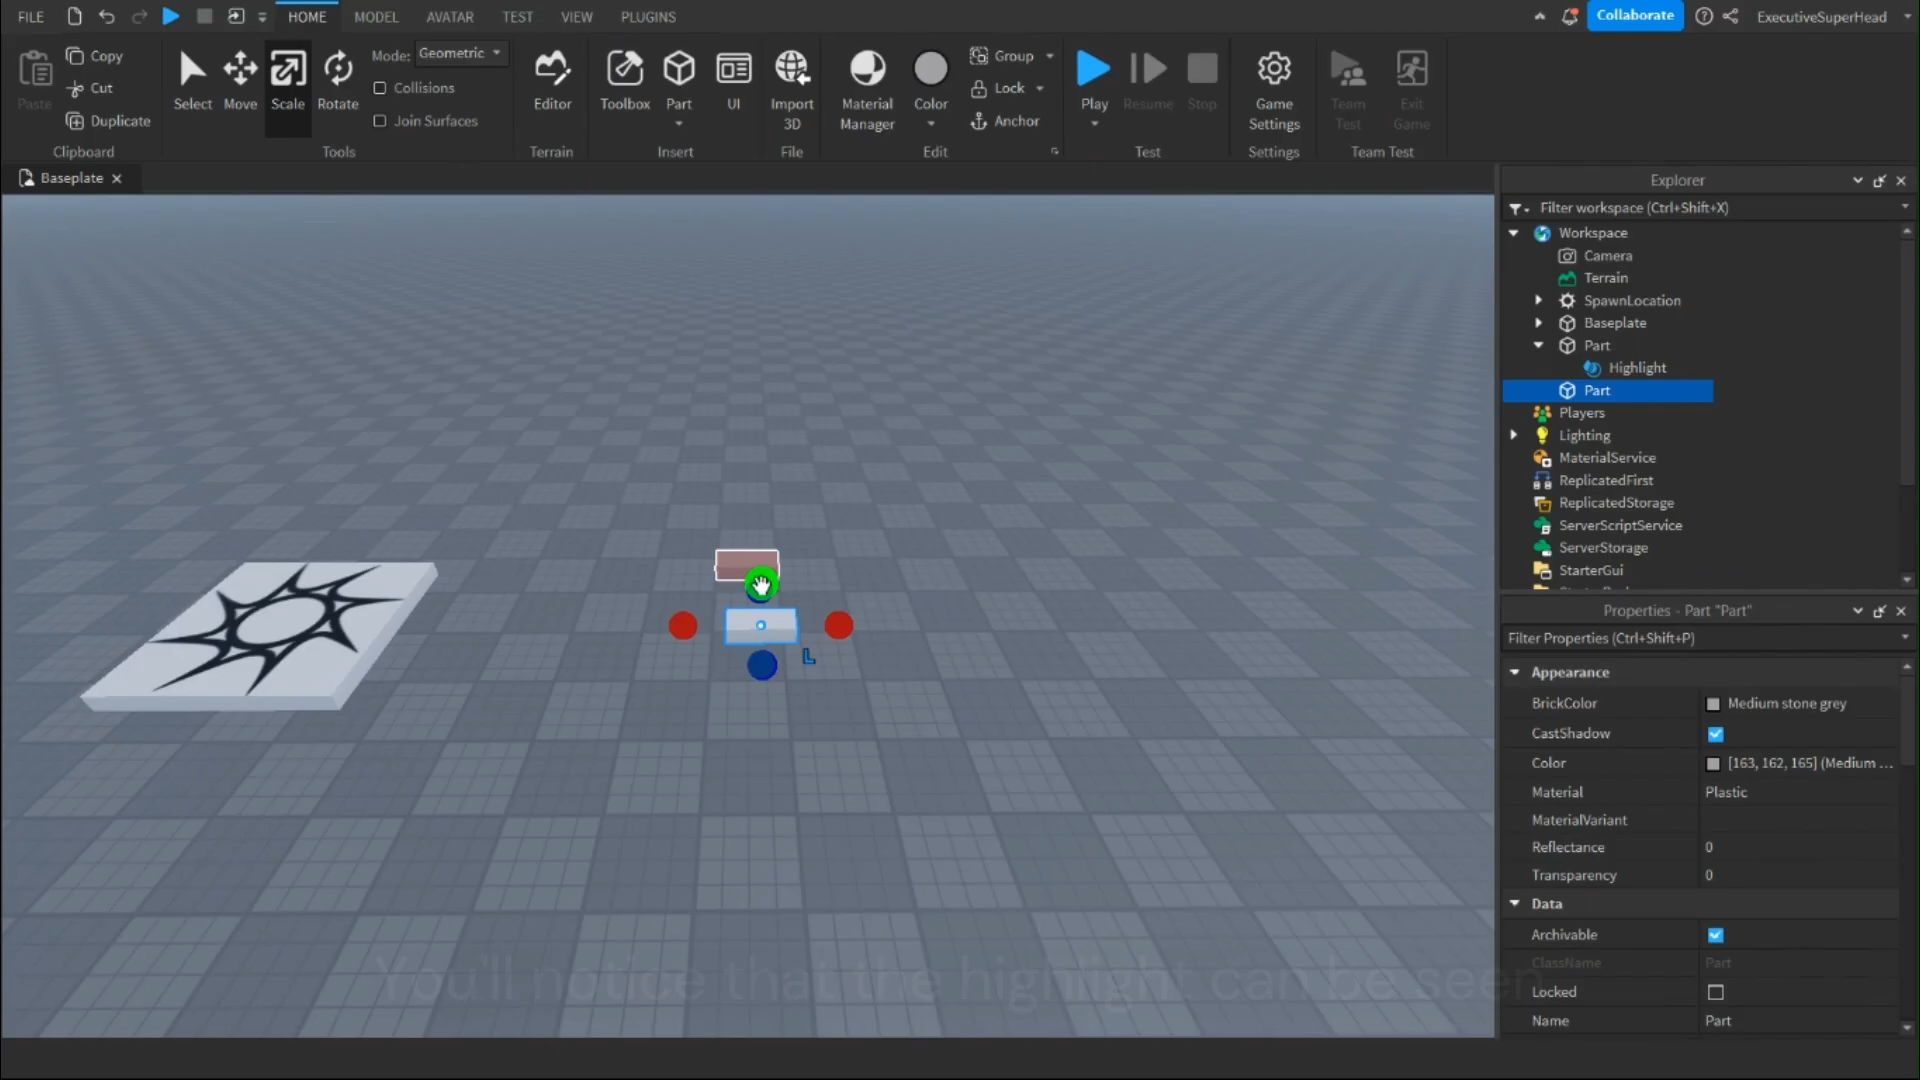 FILE HOME MODEL AVATAR TEST VIEW PLUGINS Collaborate ExecutiveSuperHead
Paste Copy Cut Duplicate
Clipboard
Select Move Scale Rotate
Mode: Geometric
Collisions
Join Surfaces
Tools
Editor
Terrain
Toolbox Part UI
Insert
Import 3D
File
Material Manager Color
Group
Lock
Anchor
Edit
Play Resume Stop
Test
Game Settings
Settings
Team Test Exit Game
Team Test
Baseplate
L
You'll notice that the highlight can be seen
Explorer
Filter workspace (Ctrl+Shift+X)
Workspace
Camera
Terrain
SpawnLocation
Baseplate
Part
Highlight
Part
Players
Lighting
MaterialService
ReplicatedFirst
ReplicatedStorage
ServerScriptService
ServerStorage
StarterGui
Properties - Part "Part"
Filter Properties (Ctrl+Shift+P)
Appearance
BrickColor Medium stone grey
CastShadow
Color [163, 162, 165] (Medium ...
Material Plastic
MaterialVariant
Reflectance 0
Transparency 0
Data
Archivable
ClassName Part
Locked
Name Part